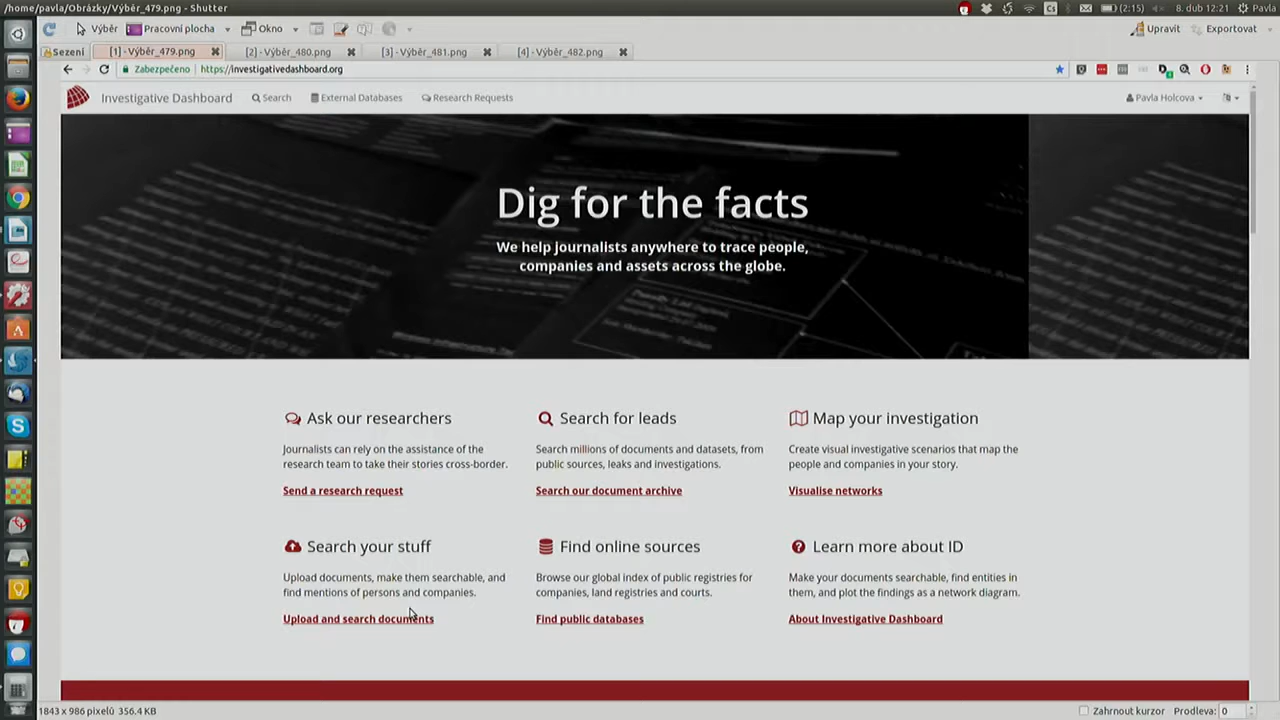 /home/pavla/Obrázky/Výběr_479.png - Shutter
Cs (2:15) 8. dub 12:21 Pavla
Výběr Pracovní plocha Okno Upravit Exportovat
Sezení [1] - Výběr_479.png [2] - Výběr_480.png [3] - Výběr_481.png [4] - Výběr_482.png
Zabezpečeno https://investigativedashboard.org
Investigative Dashboard Search External Databases Research Requests Pavla Holcova
Dig for the facts
We help journalists anywhere to trace people,
companies and assets across the globe.
Ask our researchers
Journalists can rely on the assistance of the
research team to take their stories cross-border.
Send a research request
Search for leads
Search millions of documents and datasets, from
public sources, leaks and investigations.
Search our document archive
Map your investigation
Create visual investigative scenarios that map the
people and companies in your story.
Visualise networks
Search your stuff
Upload documents, make them searchable, and
find mentions of persons and companies.
Upload and search documents
Find online sources
Browse our global index of public registries for
companies, land registries and courts.
Find public databases
Learn more about ID
Make your documents searchable, find entities in
them, and plot the findings as a network diagram.
About Investigative Dashboard
1843 x 986 pixelů 356.4 KB Zahrnout kurzor Prodleva: 0